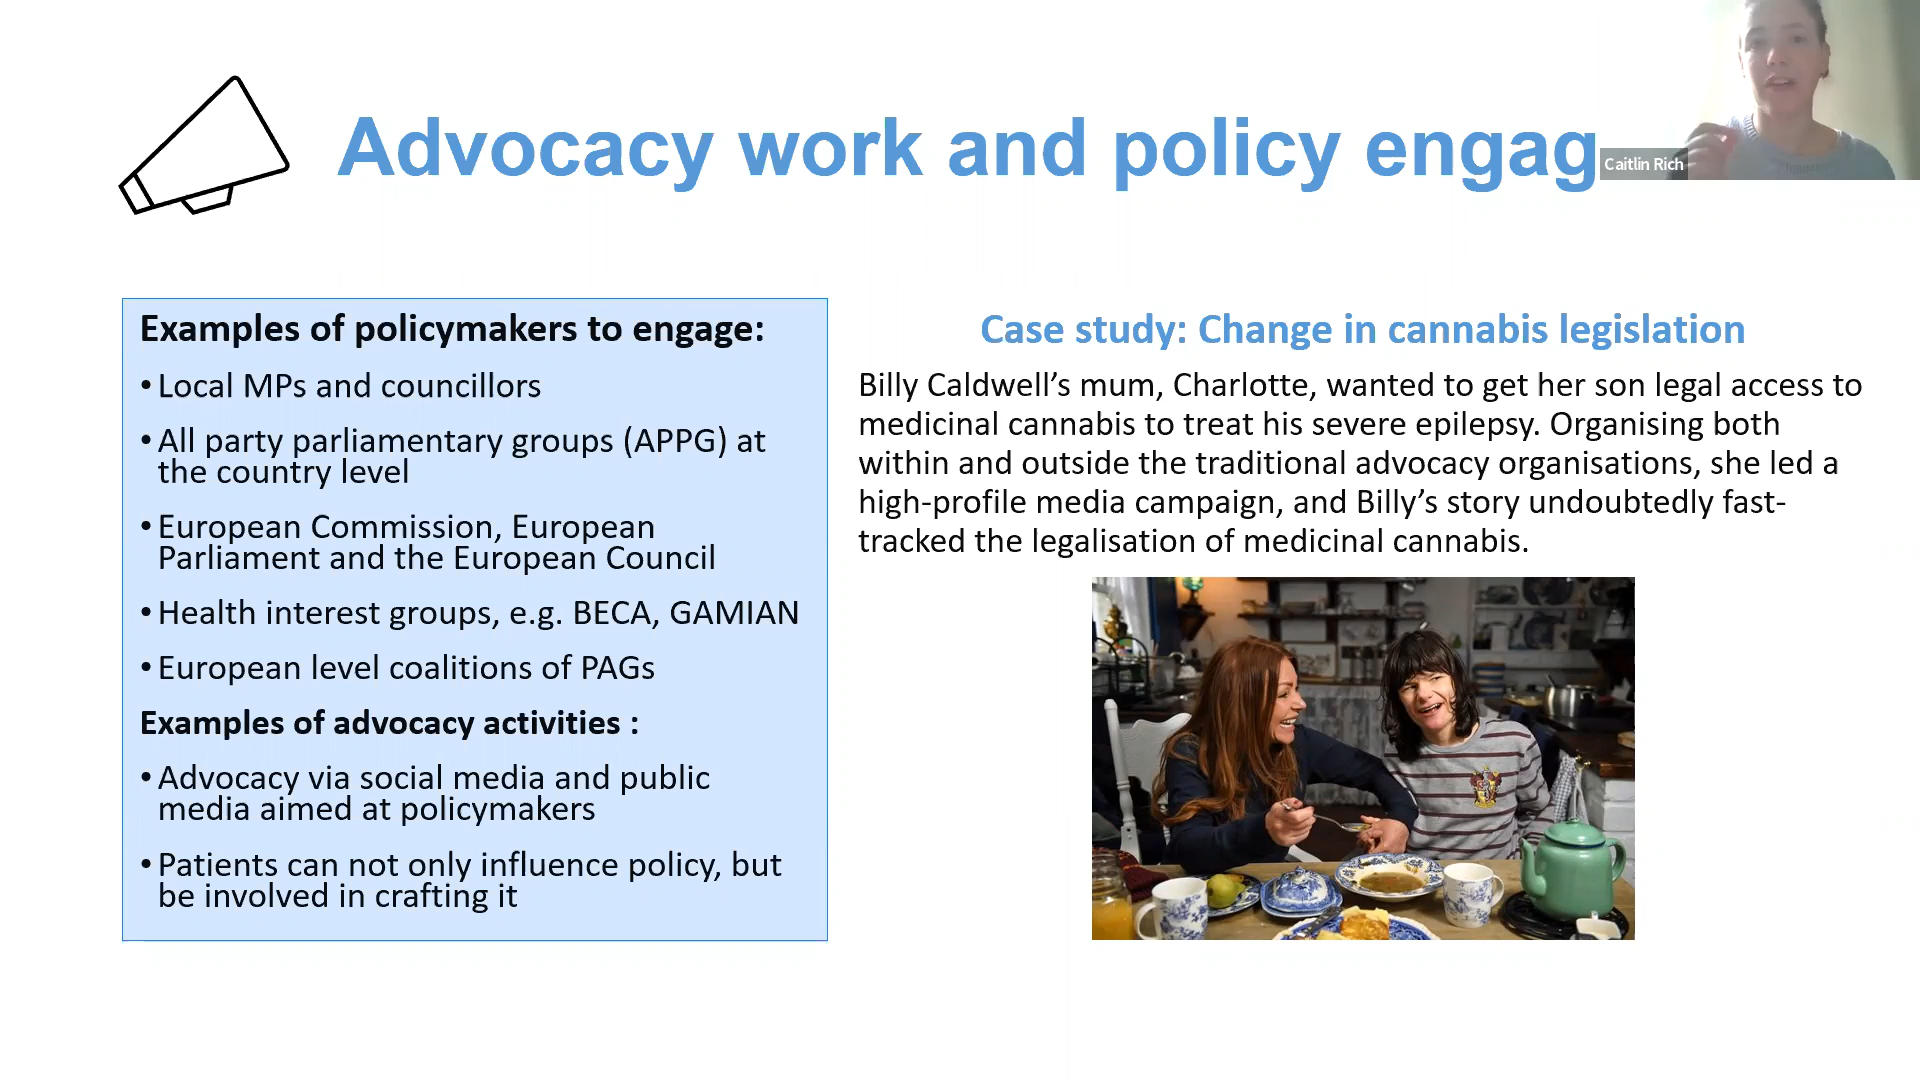 Advocacy work and policy engag
Caitlin Rich
Examples of policymakers to engage:
• Local MPs and councillors
• All party parliamentary groups (APPG) at
the country level
• European Commission, European
Parliament and the European Council
• Health interest groups, e.g. BECA, GAMIAN
• European level coalitions of PAGs
Examples of advocacy activities :
• Advocacy via social media and public
media aimed at policymakers
• Patients can not only influence policy, but
be involved in crafting it
Case study: Change in cannabis legislation
Billy Caldwell’s mum, Charlotte, wanted to get her son legal access to
medicinal cannabis to treat his severe epilepsy. Organising both
within and outside the traditional advocacy organisations, she led a
high-profile media campaign, and Billy’s story undoubtedly fast-
tracked the legalisation of medicinal cannabis.